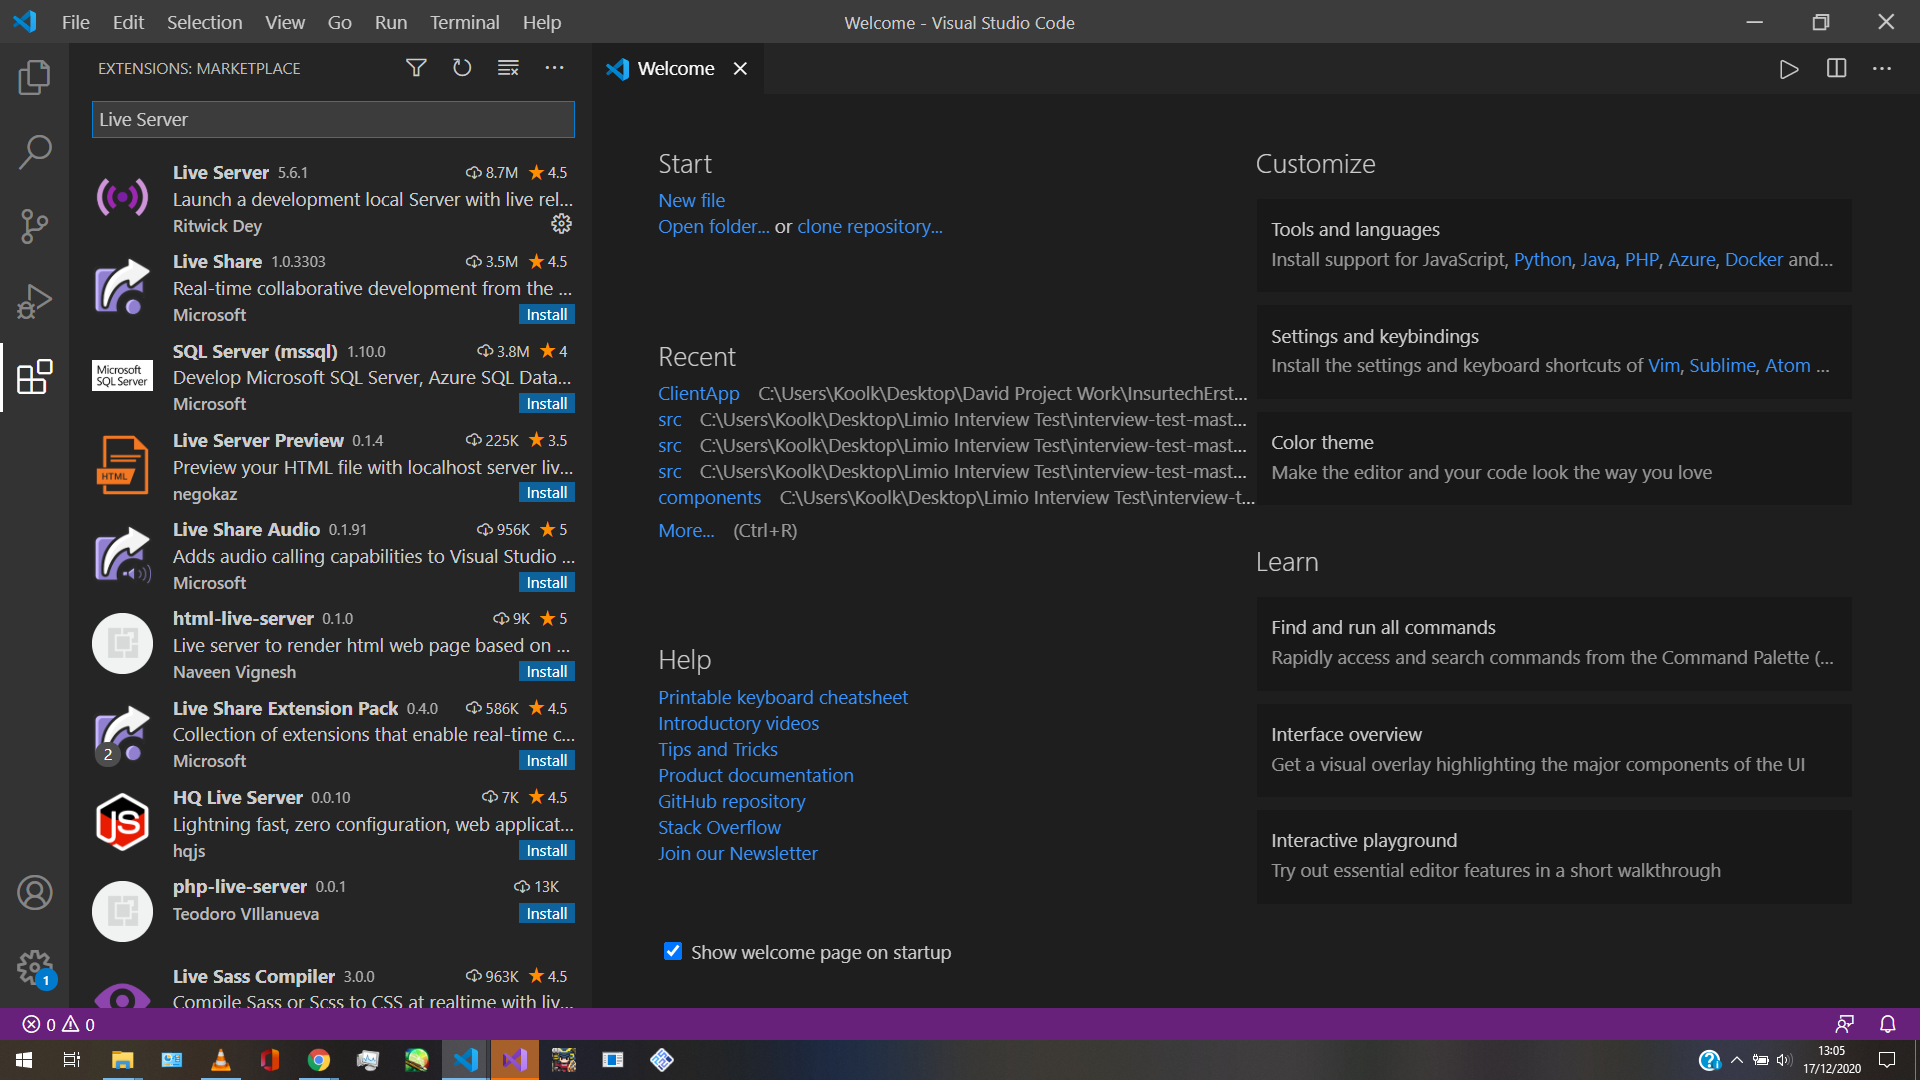 File Edit Selection View Go Run Terminal Help
Welcome - Visual Studio Code
EXTENSIONS: MARKETPLACE
Live Server
Live Server 5.6.1 8.7M 4.5
Launch a development local Server with live rel...
Ritwick Dey
Live Share 1.0.3303 3.5M 4.5
Real-time collaborative development from the ...
Microsoft Install
Microsoft
SQL Server
SQL Server (mssql) 1.10.0 3.8M 4
Develop Microsoft SQL Server, Azure SQL Data...
Microsoft Install
HTML
Live Server Preview 0.1.4 225K 3.5
Preview your HTML file with localhost server liv...
negokaz Install
Live Share Audio 0.1.91 956K 5
Adds audio calling capabilities to Visual Studio ...
Microsoft Install
html-live-server 0.1.0 9K 5
Live server to render html web page based on ...
Naveen Vignesh Install
2
Live Share Extension Pack 0.4.0 586K 4.5
Collection of extensions that enable real-time c...
Microsoft Install
JS
HQ Live Server 0.0.10 7K 4.5
Lightning fast, zero configuration, web applicat...
hqjs Install
php-live-server 0.0.1 13K
Teodoro VIllanueva Install
Live Sass Compiler 3.0.0 963K 4.5
Compile Sass or Scss to CSS at realtime with liv...
1
Welcome
Start
New file
Open folder... or clone repository...
Recent
ClientApp C:\Users\Koolk\Desktop\David Project Work\InsurtechErst...
src C:\Users\Koolk\Desktop\Limio Interview Test\interview-test-mast...
src C:\Users\Koolk\Desktop\Limio Interview Test\interview-test-mast...
src C:\Users\Koolk\Desktop\Limio Interview Test\interview-test-mast...
components C:\Users\Koolk\Desktop\Limio Interview Test\interview-t...
More... (Ctrl+R)
Help
Printable keyboard cheatsheet
Introductory videos
Tips and Tricks
Product documentation
GitHub repository
Stack Overflow
Join our Newsletter
Show welcome page on startup
Customize
Tools and languages
Install support for JavaScript, Python, Java, PHP, Azure, Docker and...
Settings and keybindings
Install the settings and keyboard shortcuts of Vim, Sublime, Atom ...
Color theme
Make the editor and your code look the way you love
Learn
Find and run all commands
Rapidly access and search commands from the Command Palette (...
Interface overview
Get a visual overlay highlighting the major components of the UI
Interactive playground
Try out essential editor features in a short walkthrough
0 0
13:05
17/12/2020